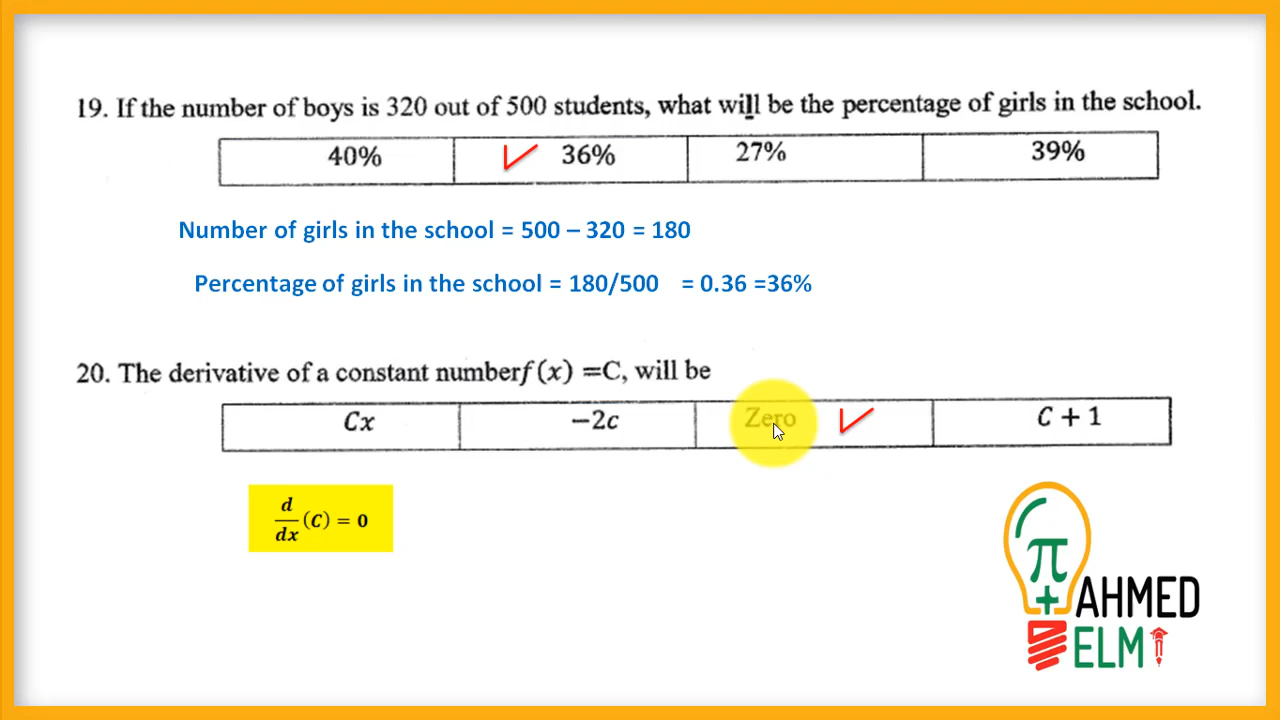 19. If the number of boys is 320 out of 500 students, what will be the percentage of girls in the school.
40% 36% 27% 39%
Number of girls in the school = 500 – 320 = 180
Percentage of girls in the school = 180/500 = 0.36 =36%
20. The derivative of a constant numberf(x) =C, will be
Cx −2c Zero C + 1
d/dx (C) = 0
π
+
AHMED
ELMI